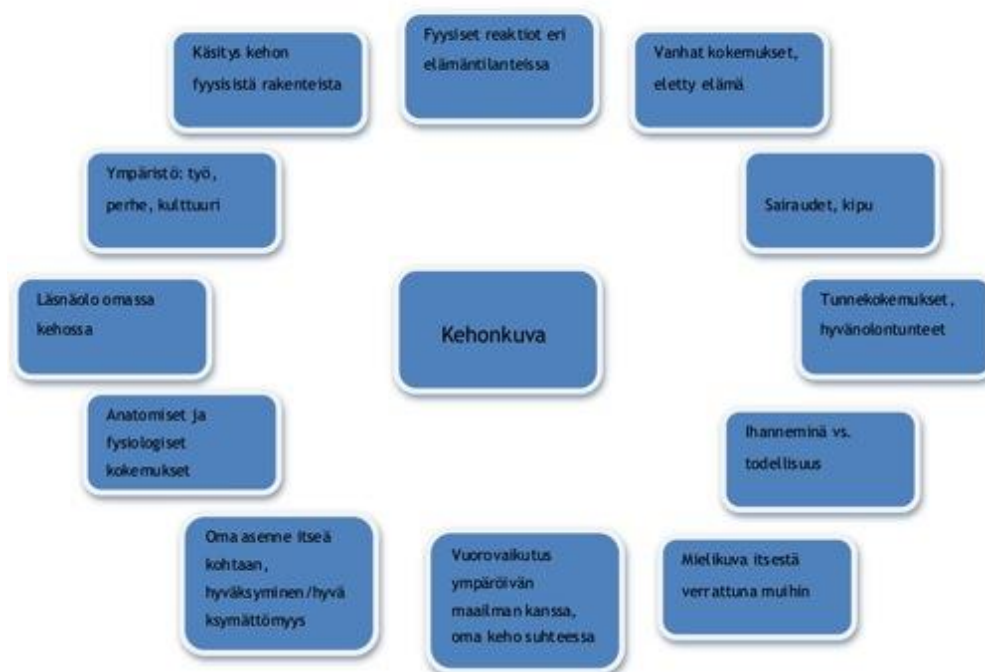 Fyysiset reaktiot eri
elämäntilanteissa
Vanhat kokemukset,
eletty elämä
Sairaudet, kipu
Tunnekokemukset,
hyvänolontunteet
Ihanneminä vs.
todellisuus
Mielikuva itsestä
verrattuna muihin
Vuorovaikutus
ympäröivän
maailman kanssa,
oma keho suhteessa
Oma asenne itseä
kohtaan,
hyväksyminen/hyvä
ksymättömyys
Anatomiset ja
fysiologiset
kokemukset
Läsnäolo omassa
kehossa
Ympäristö: työ,
perhe, kulttuuri
Käsitys kehon
fyysisistä rakenteista
Kehonkuva